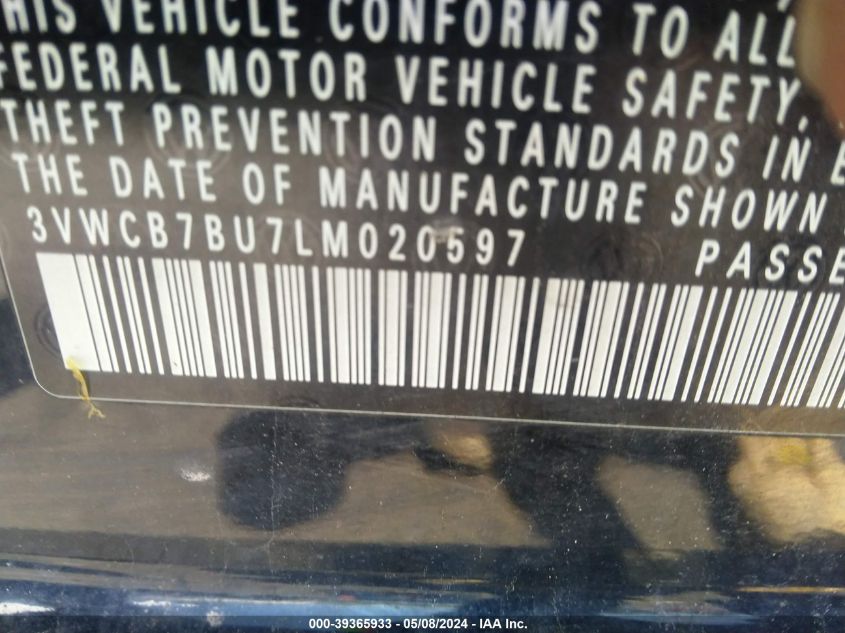 THIS VEHICLE CONFORMS TO ALL
FEDERAL MOTOR VEHICLE SAFETY,
THEFT PREVENTION STANDARDS IN E
THE DATE OF MANUFACTURE SHOWN
3VWCB7BU7LM020597 PASSE
000-39365933 - 05/08/2024 - IAA Inc.